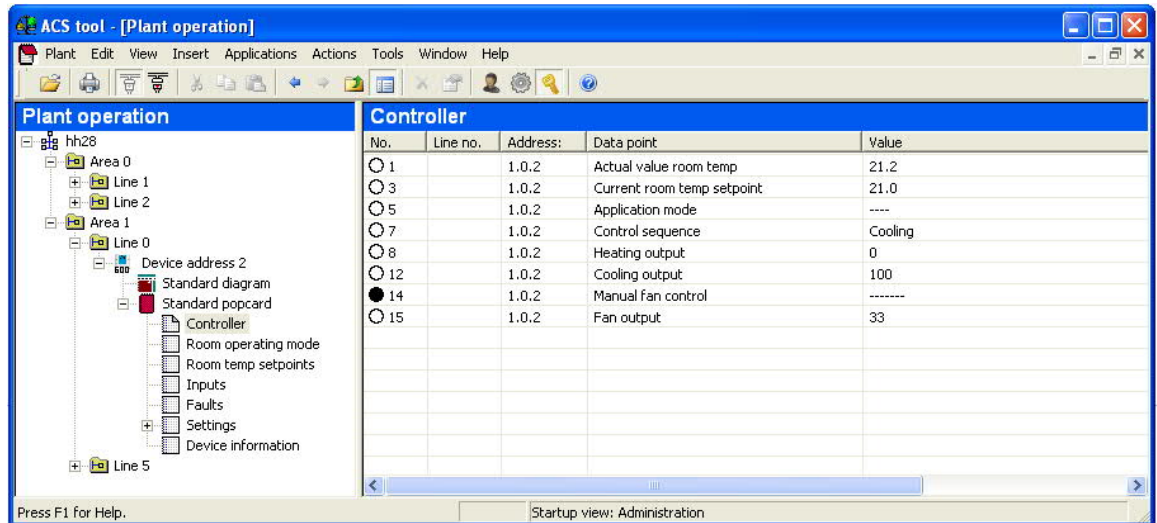 ACS tool - [Plant operation]
Plant Edit View Insert Applications Actions Tools Window Help
Plant operation
hh28
Area 0
Line 1
Line 2
Area 1
Line 0
600
Device address 2
Standard diagram
Standard popcard
Controller
Room operating mode
Room temp setpoints
Inputs
Faults
Settings
Device information
Line 5
Controller
No. Line no. Address: Data point Value
1 1.0.2 Actual value room temp 21.2
3 1.0.2 Current room temp setpoint 21.0
5 1.0.2 Application mode ----
7 1.0.2 Control sequence Cooling
8 1.0.2 Heating output 0
12 1.0.2 Cooling output 100
14 1.0.2 Manual fan control -------
15 1.0.2 Fan output 33
Press F1 for Help. Startup view: Administration